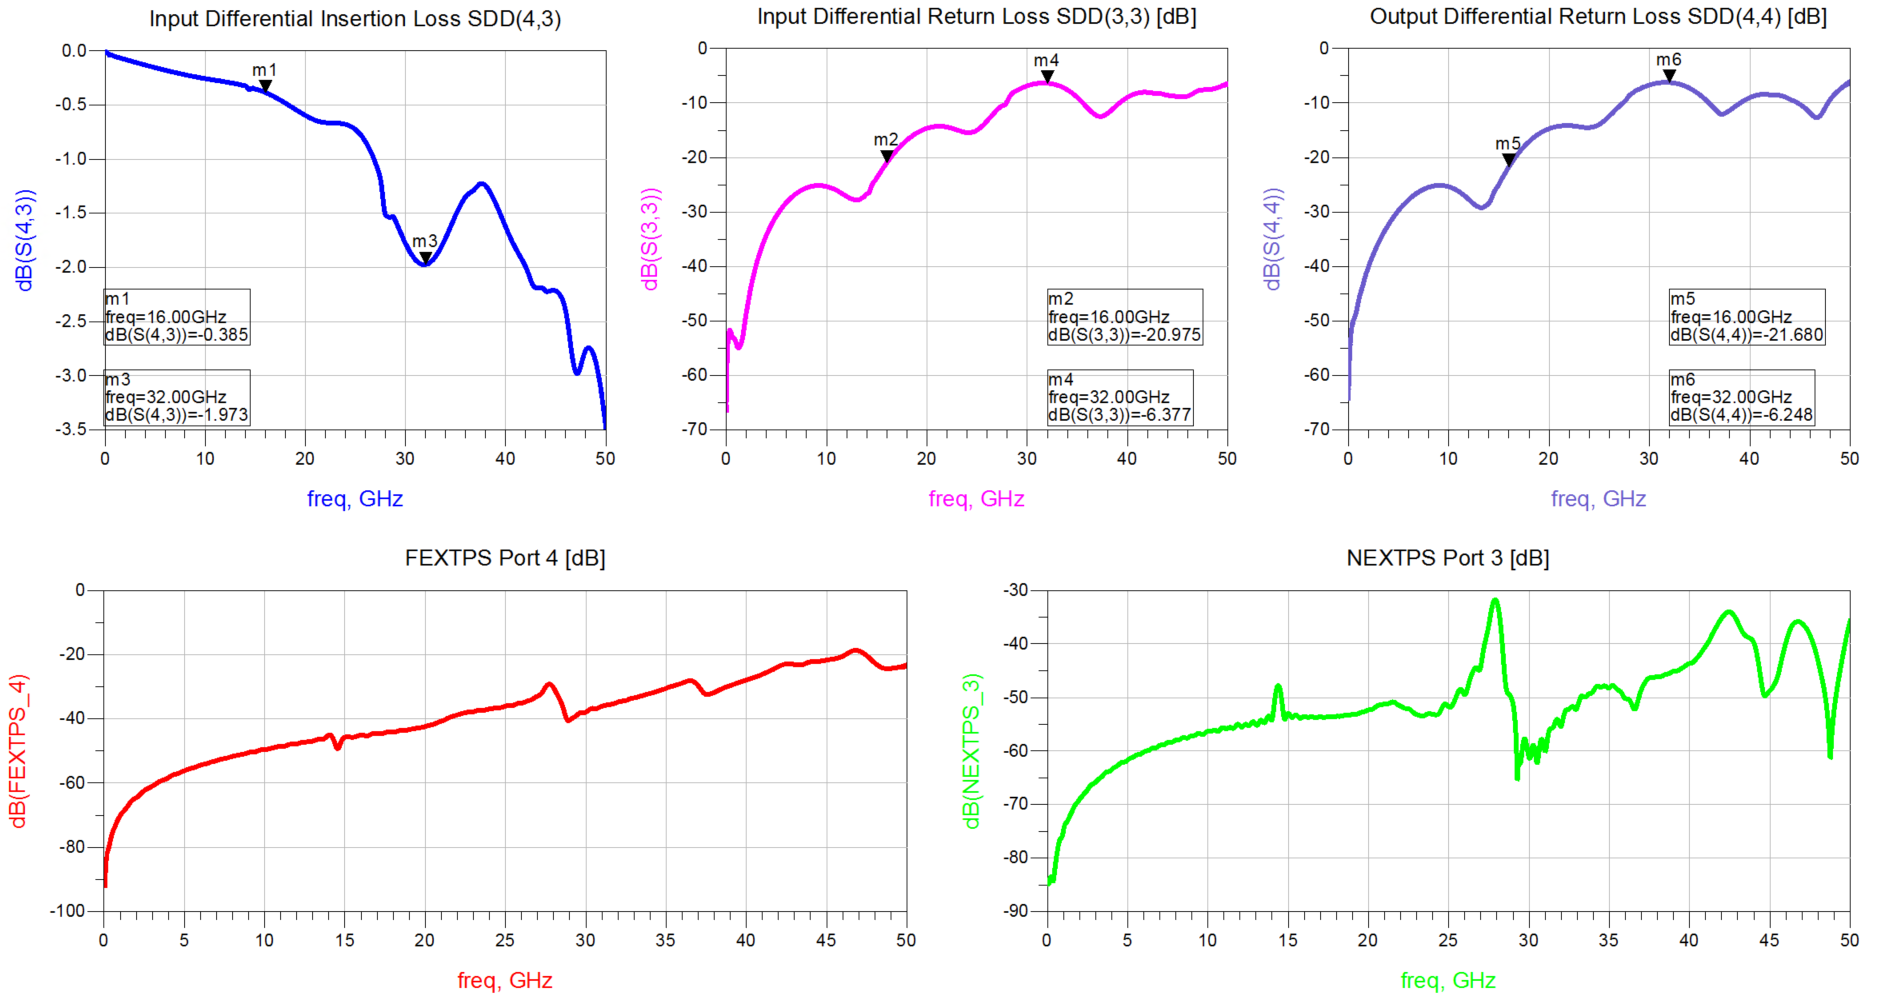 Input Differential Insertion Loss SDD(4,3)
0.0
-0.5
-1.0
-1.5
-2.0
-2.5
-3.0
-3.5
dB(S(4,3))
m1
m3
m1
freq=16.00GHz
dB(S(4,3))=-0.385
m3
freq=32.00GHz
dB(S(4,3))=-1.973
0 10 20 30 40 50
freq, GHz
Input Differential Return Loss SDD(3,3) [dB]
0
-10
-20
-30
-40
-50
-60
-70
dB(S(3,3))
m4
m2
m2
freq=16.00GHz
dB(S(3,3))=-20.975
m4
freq=32.00GHz
dB(S(3,3))=-6.377
0 10 20 30 40 50
freq, GHz
Output Differential Return Loss SDD(4,4) [dB]
0
-10
-20
-30
-40
-50
-60
-70
dB(S(4,4))
m6
m5
m5
freq=16.00GHz
dB(S(4,4))=-21.680
m6
freq=32.00GHz
dB(S(4,4))=-6.248
0 10 20 30 40 50
freq, GHz
FEXTPS Port 4 [dB]
0
-20
-40
-60
-80
-100
dB(FEXTPS_4)
0 5 10 15 20 25 30 35 40 45 50
freq, GHz
NEXTPS Port 3 [dB]
-30
-40
-50
-60
-70
-80
-90
dB(NEXTPS_3)
0 5 10 15 20 25 30 35 40 45 50
freq, GHz